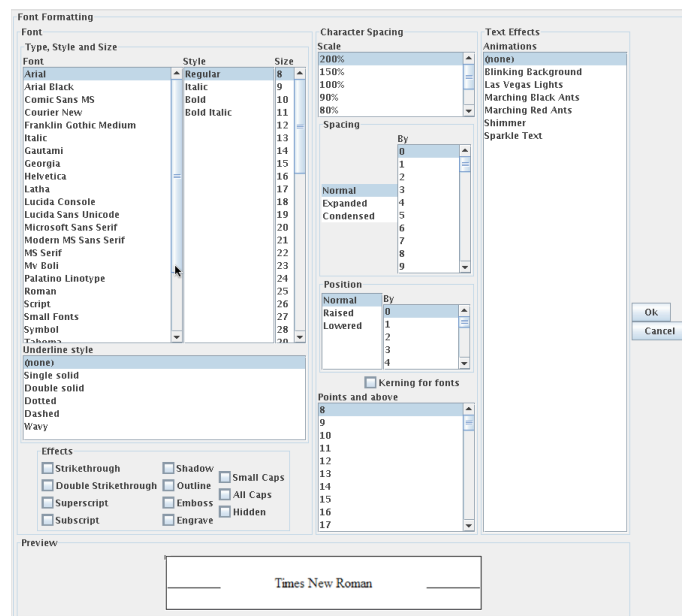 Font Formatting
Font
Type, Style and Size
Font
Arial
Arial Black
Comic Sans MS
Courier New
Franklin Gothic Medium
Italic
Gautami
Georgia
Helvetica
Latha
Lucida Console
Lucida Sans Unicode
Microsoft Sans Serif
Modern MS Sans Serif
MS Serif
Mv Boli
Palatino Linotype
Roman
Script
Small Fonts
Symbol
Tahoma
Style
Regular
Italic
Bold
Bold Italic
Size
8
9
10
11
12
13
14
15
16
17
18
19
20
21
22
23
24
25
26
27
28
29
Underline style
(none)
Single solid
Double solid
Dotted
Dashed
Wavy
Effects
Strikethrough
Double Strikethrough
Superscript
Subscript
Shadow
Outline
Emboss
Engrave
Small Caps
All Caps
Hidden
Character Spacing
Scale
200%
150%
100%
90%
80%
Spacing
Normal
Expanded
Condensed
By
0
1
2
3
4
5
6
7
8
9
Position
Normal
Raised
Lowered
By
0
1
2
3
4
Kerning for fonts
Points and above
8
9
10
11
12
13
14
15
16
17
Text Effects
Animations
(none)
Blinking Background
Las Vegas Lights
Marching Black Ants
Marching Red Ants
Shimmer
Sparkle Text
Ok
Cancel
Preview
Times New Roman